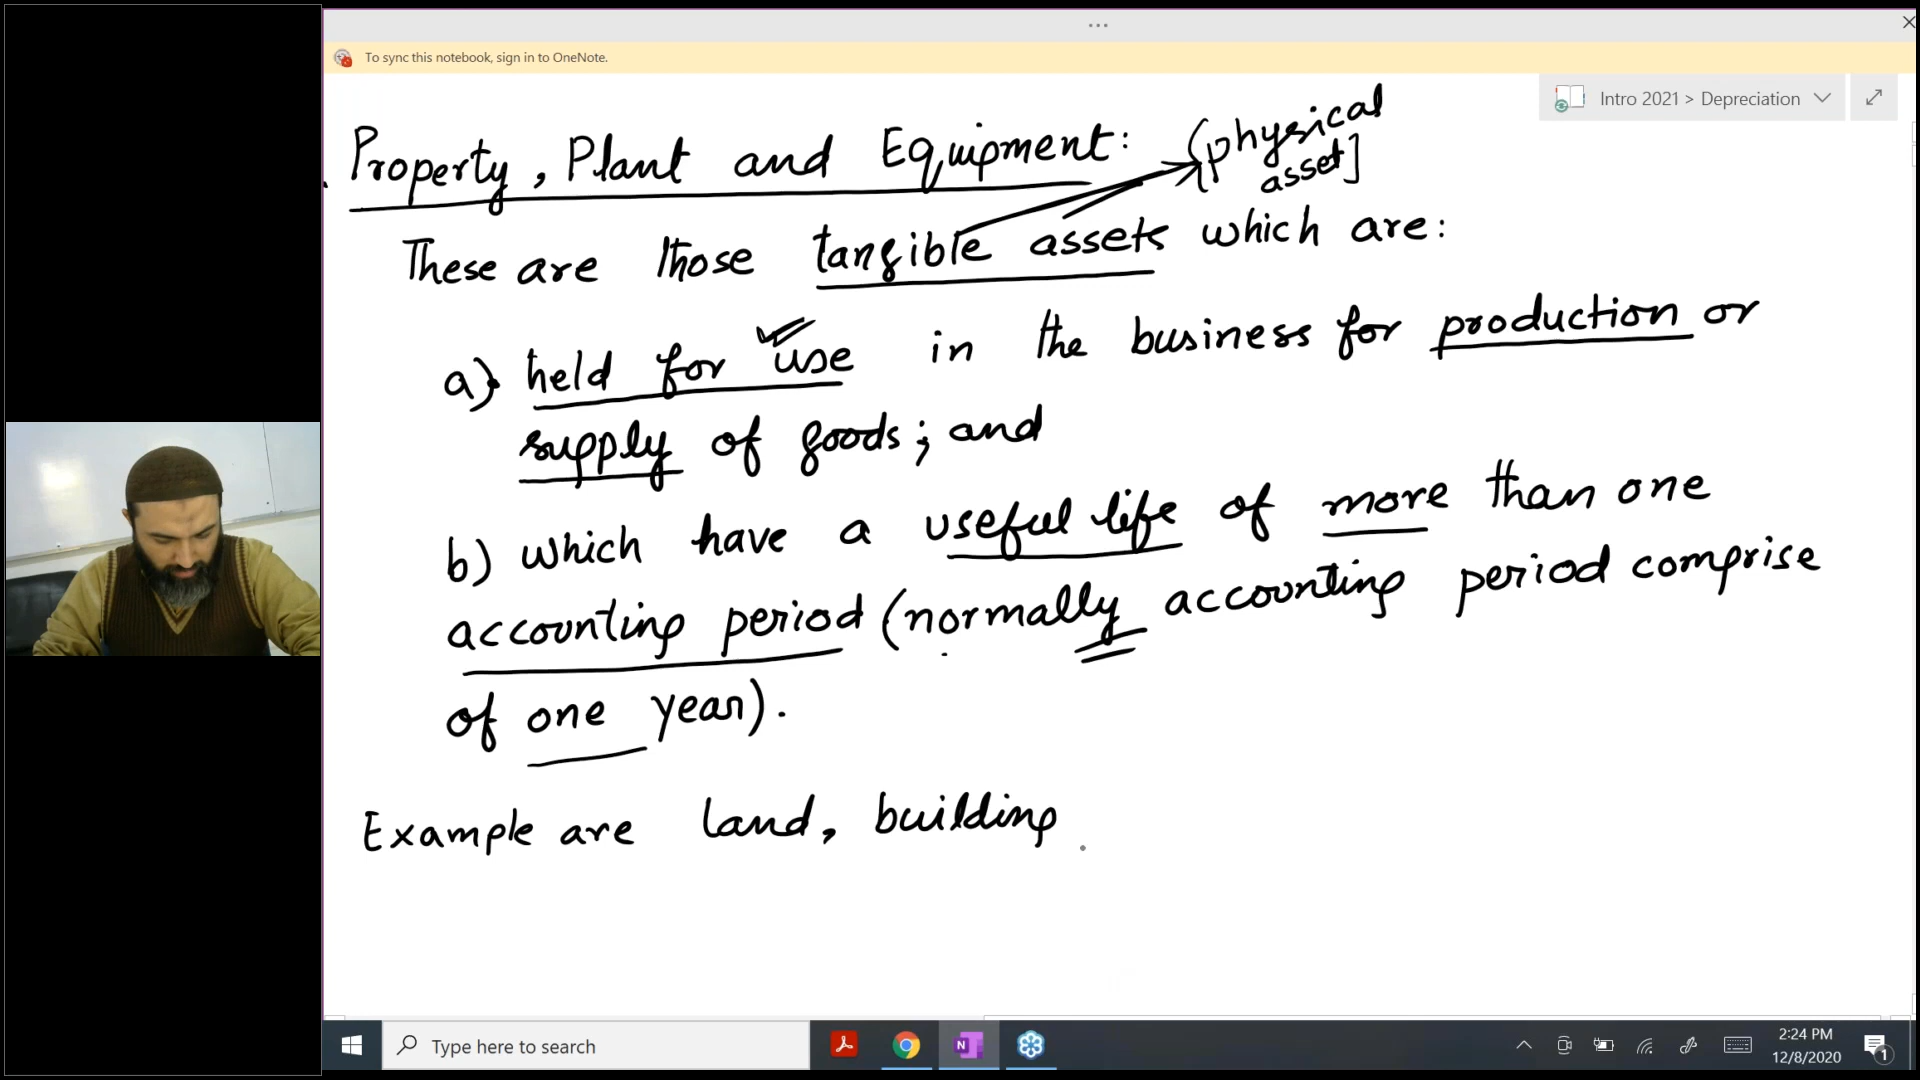 To sync this notebook, sign in to OneNote.
Intro 2021 > Depreciation
Property, Plant and Equipment: (physical
asset]
These are those tangible assets which are:
a) held for use in the business for production or
supply of goods; and
b) which have a useful life of more than one
accounting period (normally accounting period comprise
of one year).
Example are land, building
Type here to search
N
2:24 PM
12/8/2020
1